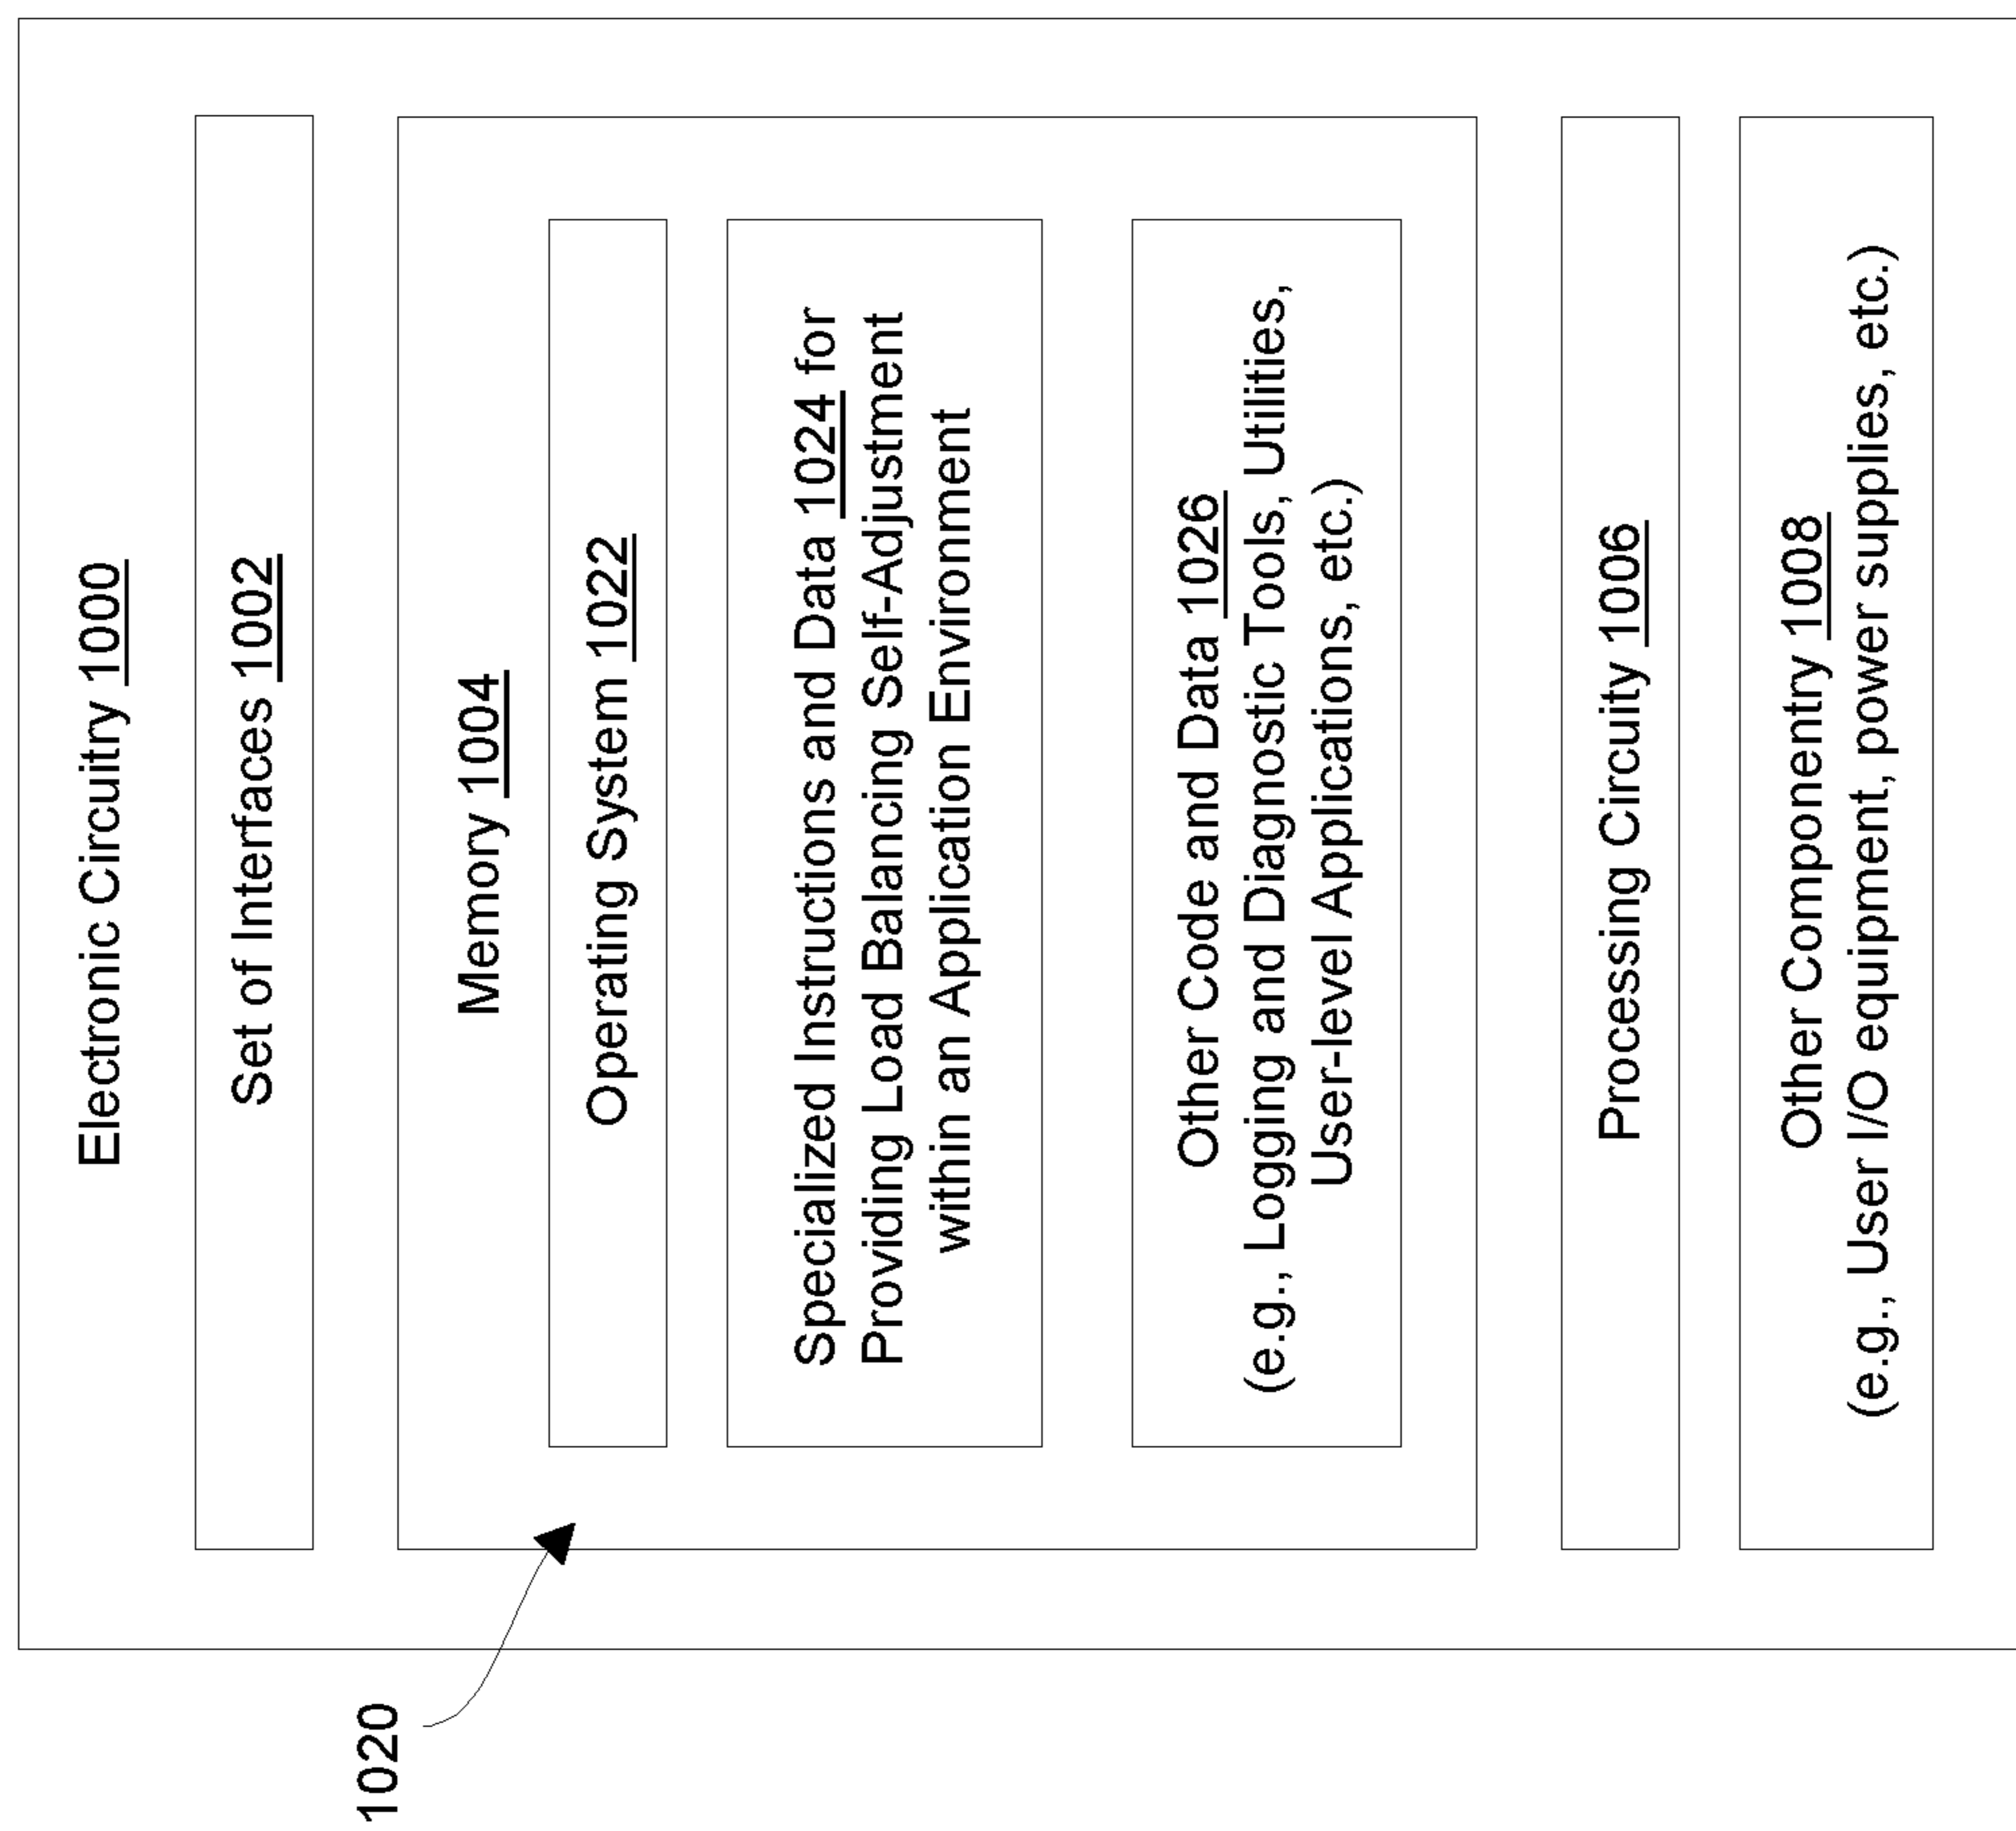 Electronic Circuitry 1000
Set of Interfaces 1002
Memory 1004
Operating System 1022
Specialized Instructions and Data 1024 for
Providing Load Balancing Self-Adjustment
within an Application Environment
Other Code and Data 1026
(e.g., Logging and Diagnostic Tools, Utilities,
User-level Applications, etc.)
Processing Circuity 1006
Other Componentry 1008
(e.g., User I/O equipment, power supplies, etc.)
1020